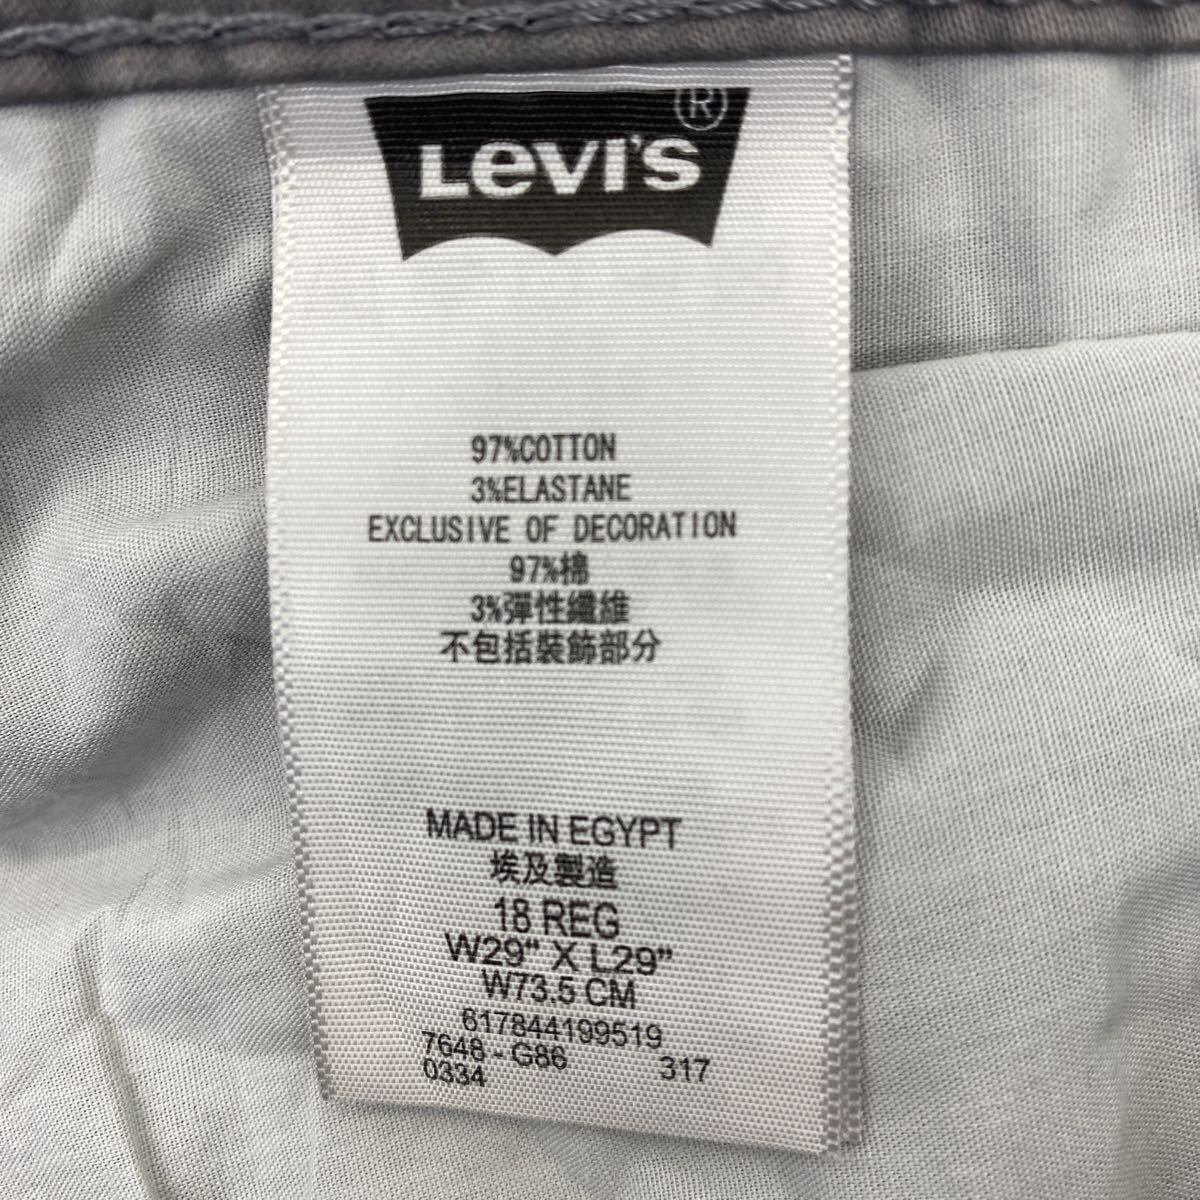 Levi's ®
97%COTTON
3%ELASTANE
EXCLUSIVE OF DECORATION
97%棉
3%彈性纖維
不包括裝飾部分
MADE IN EGYPT
埃及製造
18 REG
W29" X L29"
W73.5 CM
617844199519
7648 - G86 317
0334